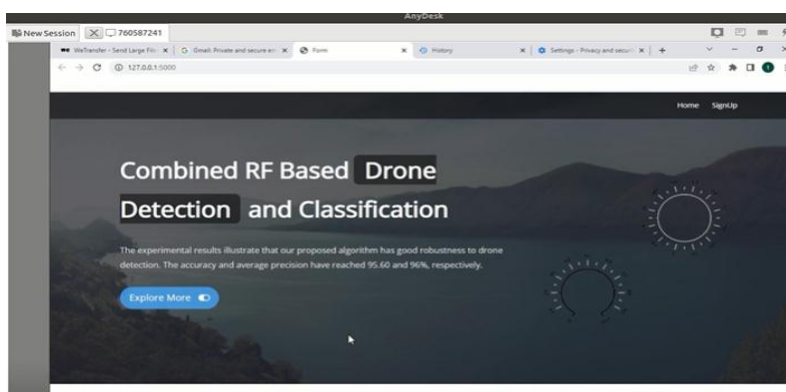 AnyDesk
New Session 760587241
WeTransfer - Send Large File
Gmail: Private and secure em
Form
History
Settings - Privacy and securit
127.0.0.1:5000
Home SignUp
Combined RF Based Drone
Detection and Classification
The experimental results illustrate that our proposed algorithm has good robustness to drone
detection. The accuracy and average precision have reached 95.60 and 96%, respectively.
Explore More